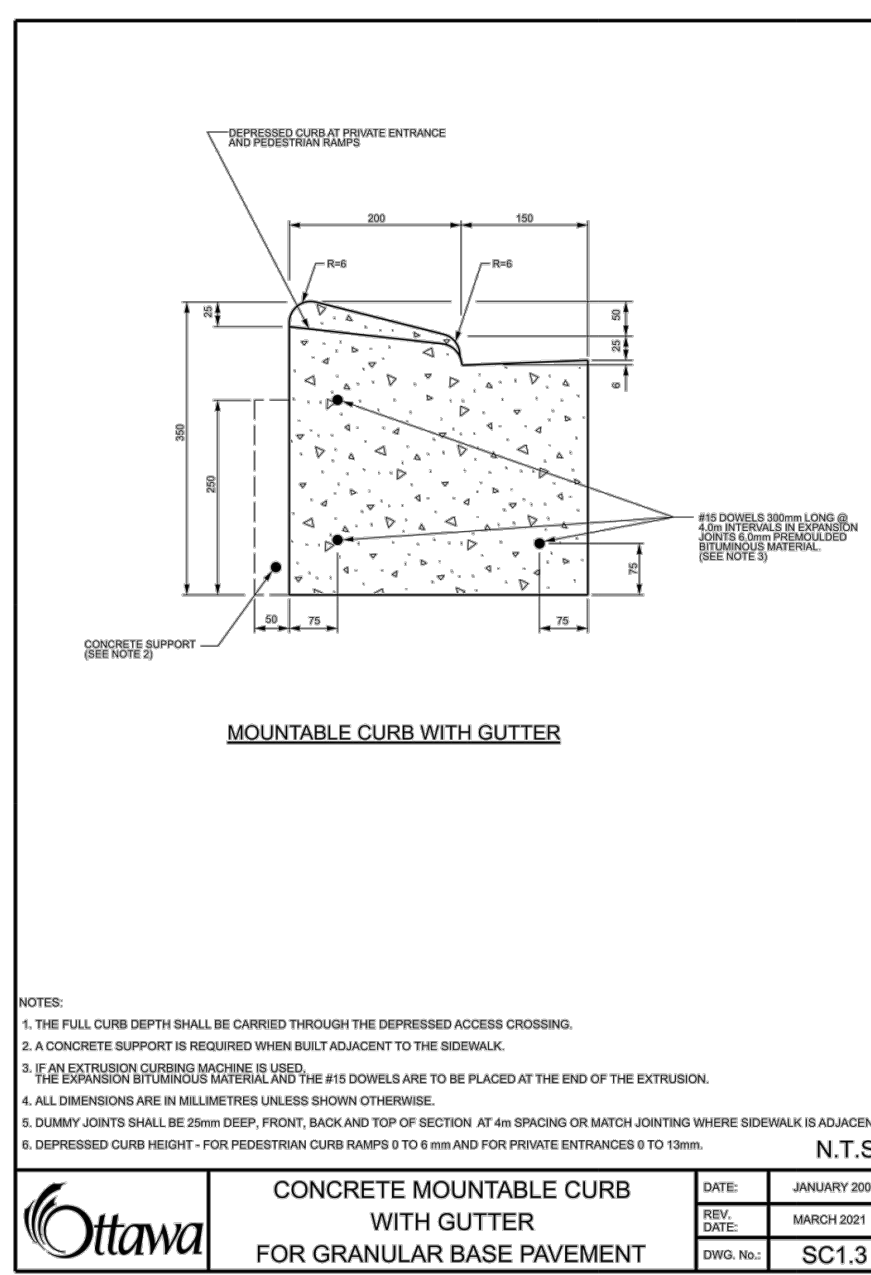 DEPRESSED CURB AT PRIVATE ENTRANCE
AND PEDESTRIAN RAMPS
200
150
R=6
R=6
25
50
25
6
350
250
75
50
75
75
#15 DOWELS 300mm LONG @
4.0m INTERVALS IN EXPANSION
JOINTS 6.0mm PREMOULDED
BITUMINOUS MATERIAL.
(SEE NOTE 3)
CONCRETE SUPPORT
(SEE NOTE 2)
MOUNTABLE CURB WITH GUTTER
NOTES:
1. THE FULL CURB DEPTH SHALL BE CARRIED THROUGH THE DEPRESSED ACCESS CROSSING.
2. A CONCRETE SUPPORT IS REQUIRED WHEN BUILT ADJACENT TO THE SIDEWALK.
3. IF AN EXTRUSION CURBING MACHINE IS USED,
THE EXPANSION BITUMINOUS MATERIAL AND THE #15 DOWELS ARE TO BE PLACED AT THE END OF THE EXTRUSION.
4. ALL DIMENSIONS ARE IN MILLIMETRES UNLESS SHOWN OTHERWISE.
5. DUMMY JOINTS SHALL BE 25mm DEEP, FRONT, BACK AND TOP OF SECTION AT 4m SPACING OR MATCH JOINTING WHERE SIDEWALK IS ADJACEN
6. DEPRESSED CURB HEIGHT - FOR PEDESTRIAN CURB RAMPS 0 TO 6 mm AND FOR PRIVATE ENTRANCES 0 TO 13mm.
N.T.S
Ottawa
CONCRETE MOUNTABLE CURB
WITH GUTTER
FOR GRANULAR BASE PAVEMENT
DATE:
JANUARY 200
REV.
DATE:
MARCH 2021
DWG. No.:
SC1.3